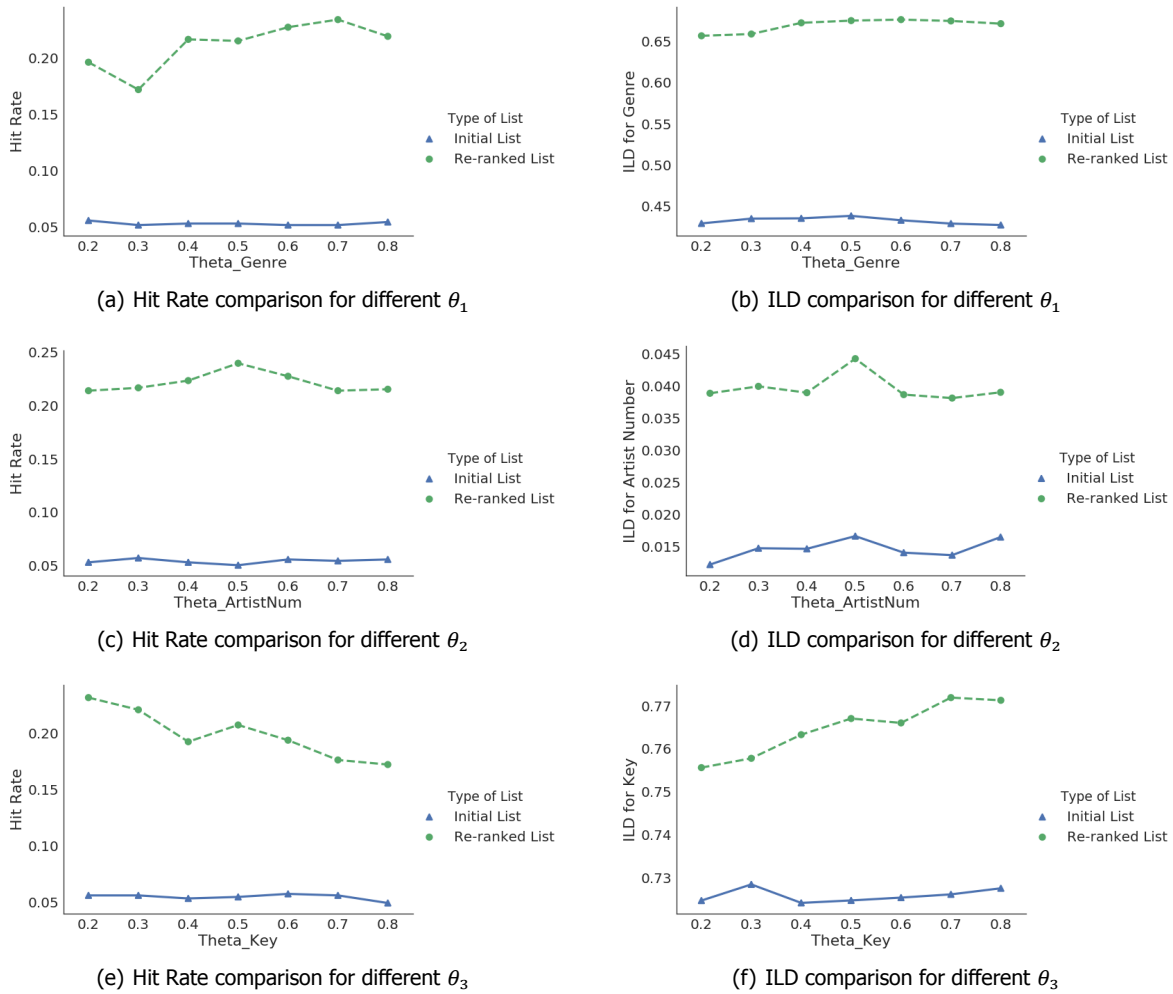 0.20
0.15
0.10
0.05
Hit Rate
0.2 0.3 0.4 0.5 0.6 0.7 0.8
Theta_Genre
Type of List
Initial List
Re-ranked List
(a) Hit Rate comparison for different θ₁
0.65
0.60
0.55
0.50
0.45
ILD for Genre
0.2 0.3 0.4 0.5 0.6 0.7 0.8
Theta_Genre
Type of List
Initial List
Re-ranked List
(b) ILD comparison for different θ₁
0.25
0.20
0.15
0.10
0.05
Hit Rate
0.2 0.3 0.4 0.5 0.6 0.7 0.8
Theta_ArtistNum
Type of List
Initial List
Re-ranked List
(c) Hit Rate comparison for different θ₂
0.045
0.040
0.035
0.030
0.025
0.020
0.015
ILD for Artist Number
0.2 0.3 0.4 0.5 0.6 0.7 0.8
Theta_ArtistNum
Type of List
Initial List
Re-ranked List
(d) ILD comparison for different θ₂
0.20
0.15
0.10
0.05
Hit Rate
0.2 0.3 0.4 0.5 0.6 0.7 0.8
Theta_Key
Type of List
Initial List
Re-ranked List
(e) Hit Rate comparison for different θ₃
0.77
0.76
0.75
0.74
0.73
ILD for Key
0.2 0.3 0.4 0.5 0.6 0.7 0.8
Theta_Key
Type of List
Initial List
Re-ranked List
(f) ILD comparison for different θ₃